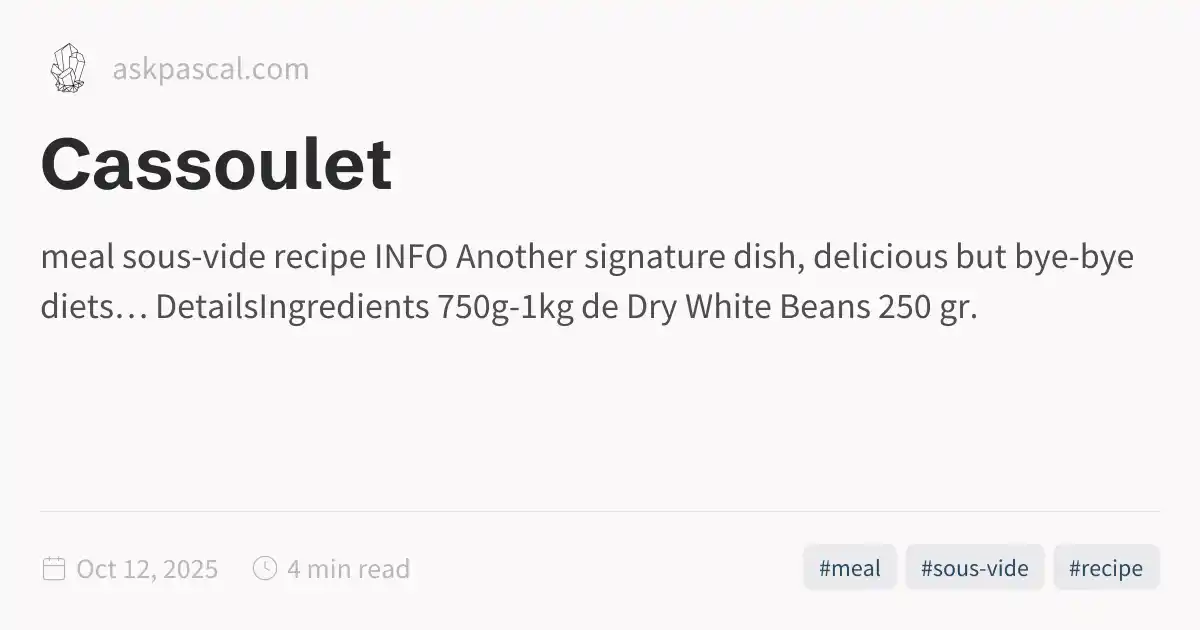 askpascal.com
Cassoulet
meal sous-vide recipe INFO Another signature dish, delicious but bye-bye
diets… DetailsIngredients 750g-1kg de Dry White Beans 250 gr.
Oct 12, 2025 4 min read #meal #sous-vide #recipe